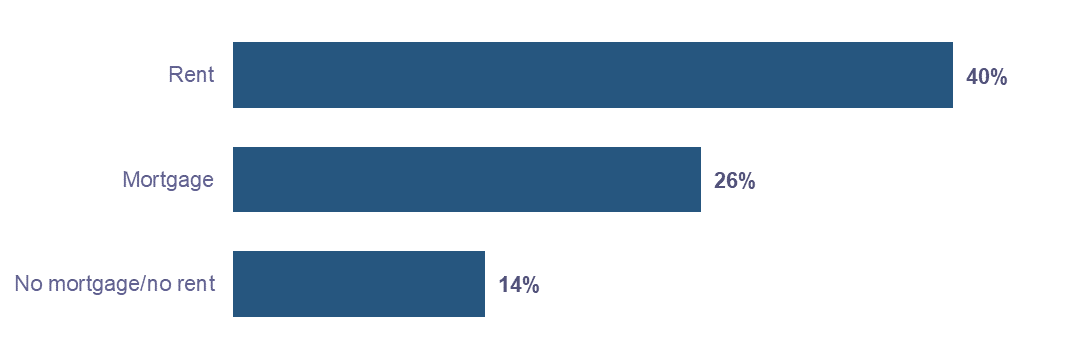 Rent 40%
Mortgage 26%
No mortgage/no rent 14%